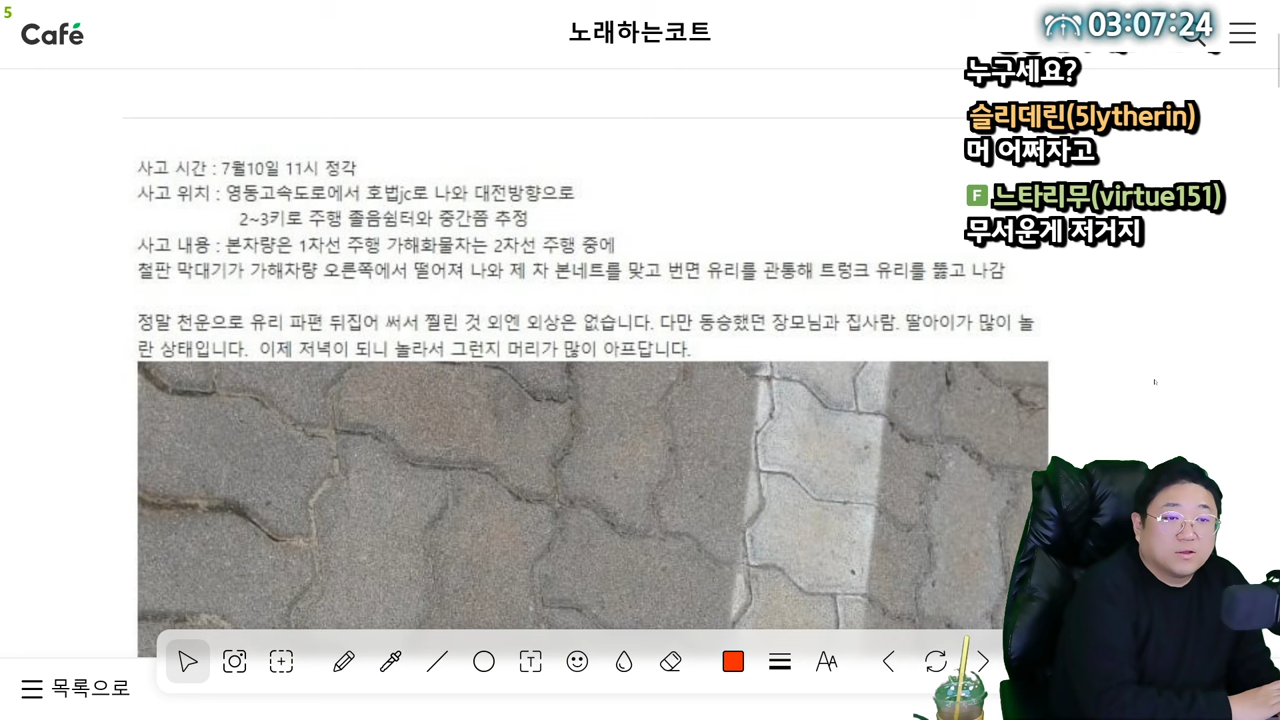 5
Café
노래하는코트
03:07:24
누구세요?
슬리데린(5lytherin)
머 어쩌자고
F 느타리무(virtue151)
무서운게 저거지
사고 시간 : 7월10일 11시 정각
사고 위치 : 영동고속도로에서 호법jc로 나와 대전방향으로
2~3키로 주행 졸음쉼터와 중간쯤 추정
사고 내용 : 본차량은 1차선 주행 가해화물차는 2차선 주행 중에
철판 막대기가 가해차량 오른쪽에서 떨어져 나와 제 차 본네트를 맞고 번면 유리를 관통해 트렁크 유리를 뚫고 나감
정말 천운으로 유리 파편 뒤집어 써서 찔린 것 외엔 외상은 없습니다. 다만 동승했던 장모님과 집사람. 딸아이가 많이 놀
란 상태입니다. 이제 저녁이 되니 놀라서 그런지 머리가 많이 아프답니다.
T
AA
목록으로